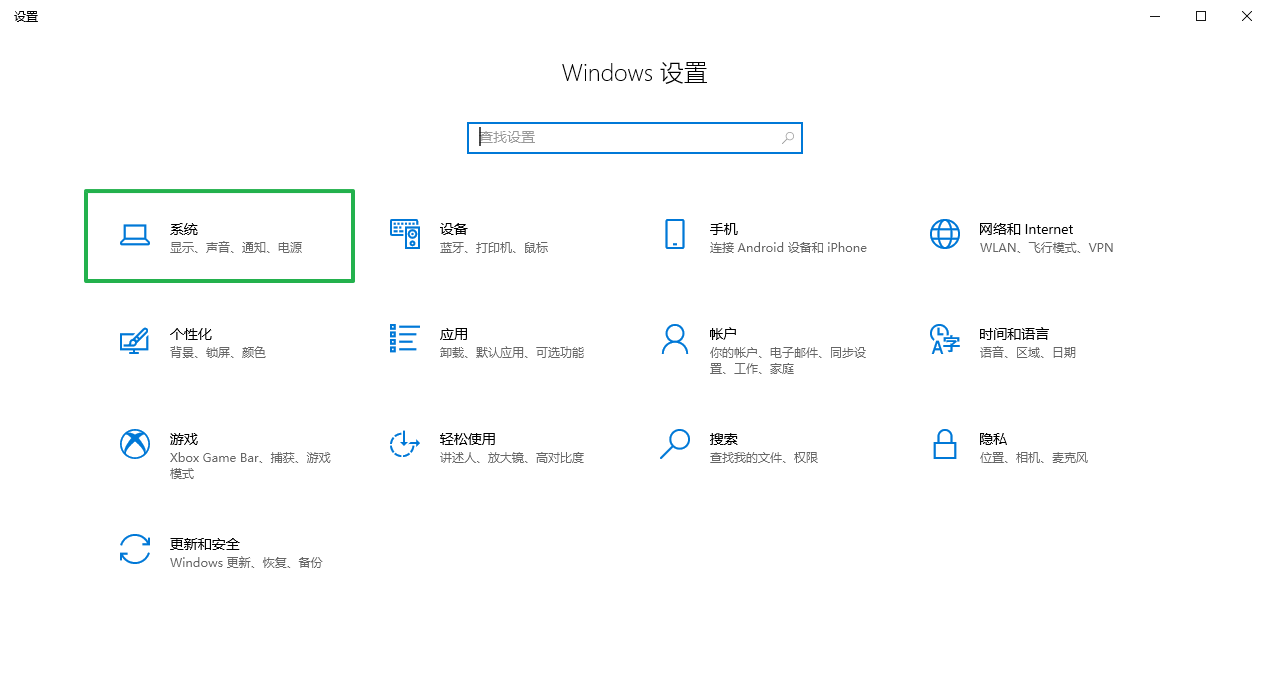 设置
Windows 设置
查找设置
系统
显示、声音、通知、电源
设备
蓝牙、打印机、鼠标
手机
连接 Android 设备和 iPhone
网络和 Internet
WLAN、飞行模式、VPN
个性化
背景、锁屏、颜色
应用
卸载、默认应用、可选功能
帐户
你的帐户、电子邮件、同步设
置、工作、家庭
时间和语言
语音、区域、日期
游戏
Xbox Game Bar、捕获、游戏
模式
轻松使用
讲述人、放大镜、高对比度
搜索
查找我的文件、权限
隐私
位置、相机、麦克风
更新和安全
Windows 更新、恢复、备份